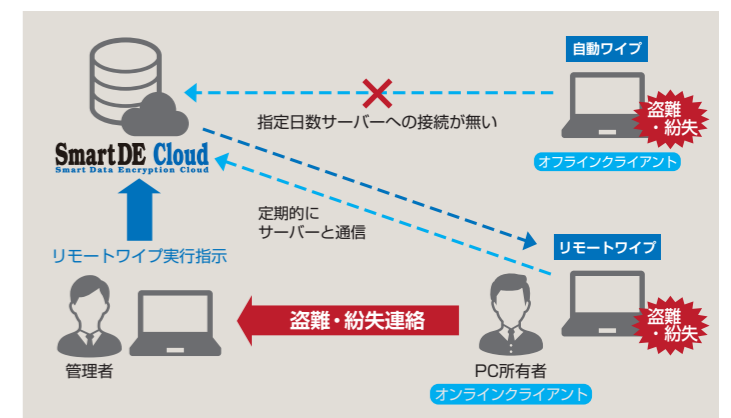 自動ワイプ
盗難
・紛失
指定日数サーバーへの接続が無い
オフラインクライアント
SmartDE Cloud
Smart Data Encryption Cloud
定期的に
サーバーと通信
リモートワイプ
リモートワイプ実行指示
盗難・紛失連絡
盗難
・紛失
管理者
PC所有者
オンラインクライアント